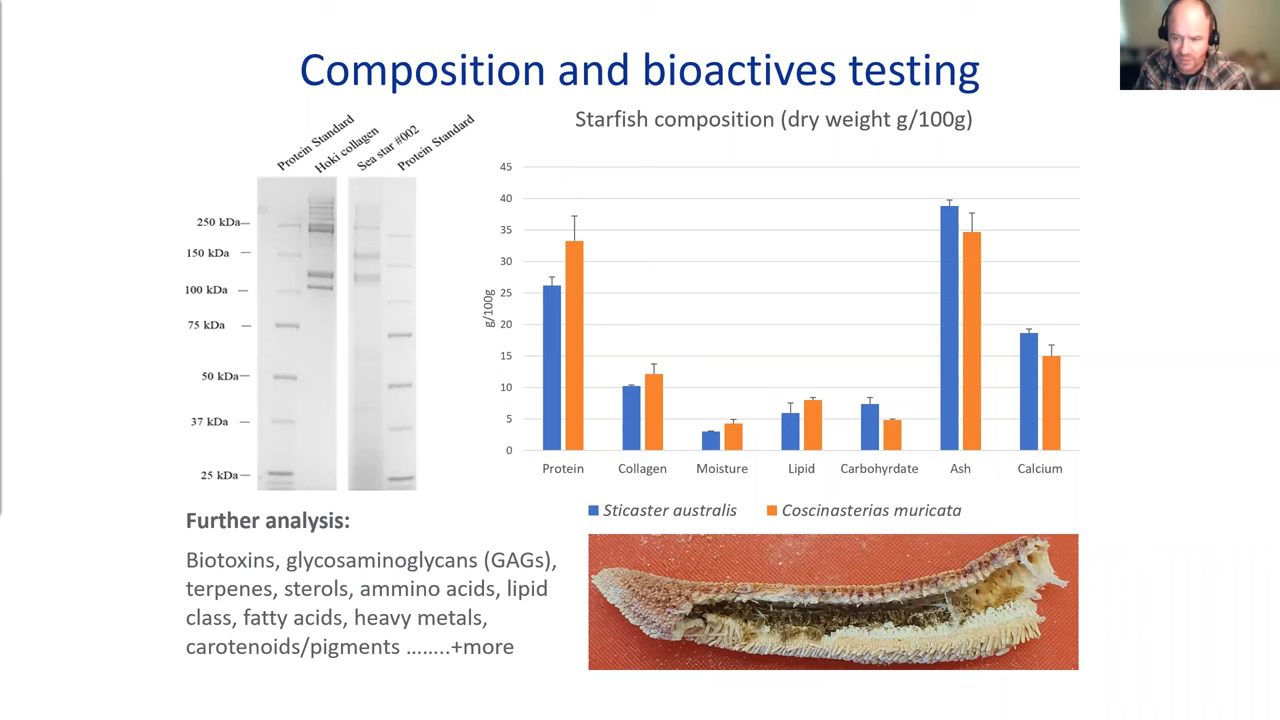 Composition and bioactives testing
Protein Standard
Hoki collagen
Sea star #002
Protein Standard
250 kDa
150 kDa
100 kDa
75 kDa
50 kDa
37 kDa
25 kDa
Starfish composition (dry weight g/100g)
g/100g
45
40
35
30
25
20
15
10
5
0
Protein
Collagen
Moisture
Lipid
Carbohyrdate
Ash
Calcium
Sticaster australis
Coscinasterias muricata
Further analysis:
Biotoxins, glycosaminoglycans (GAGs),
terpenes, sterols, ammino acids, lipid
class, fatty acids, heavy metals,
carotenoids/pigments ……..+more